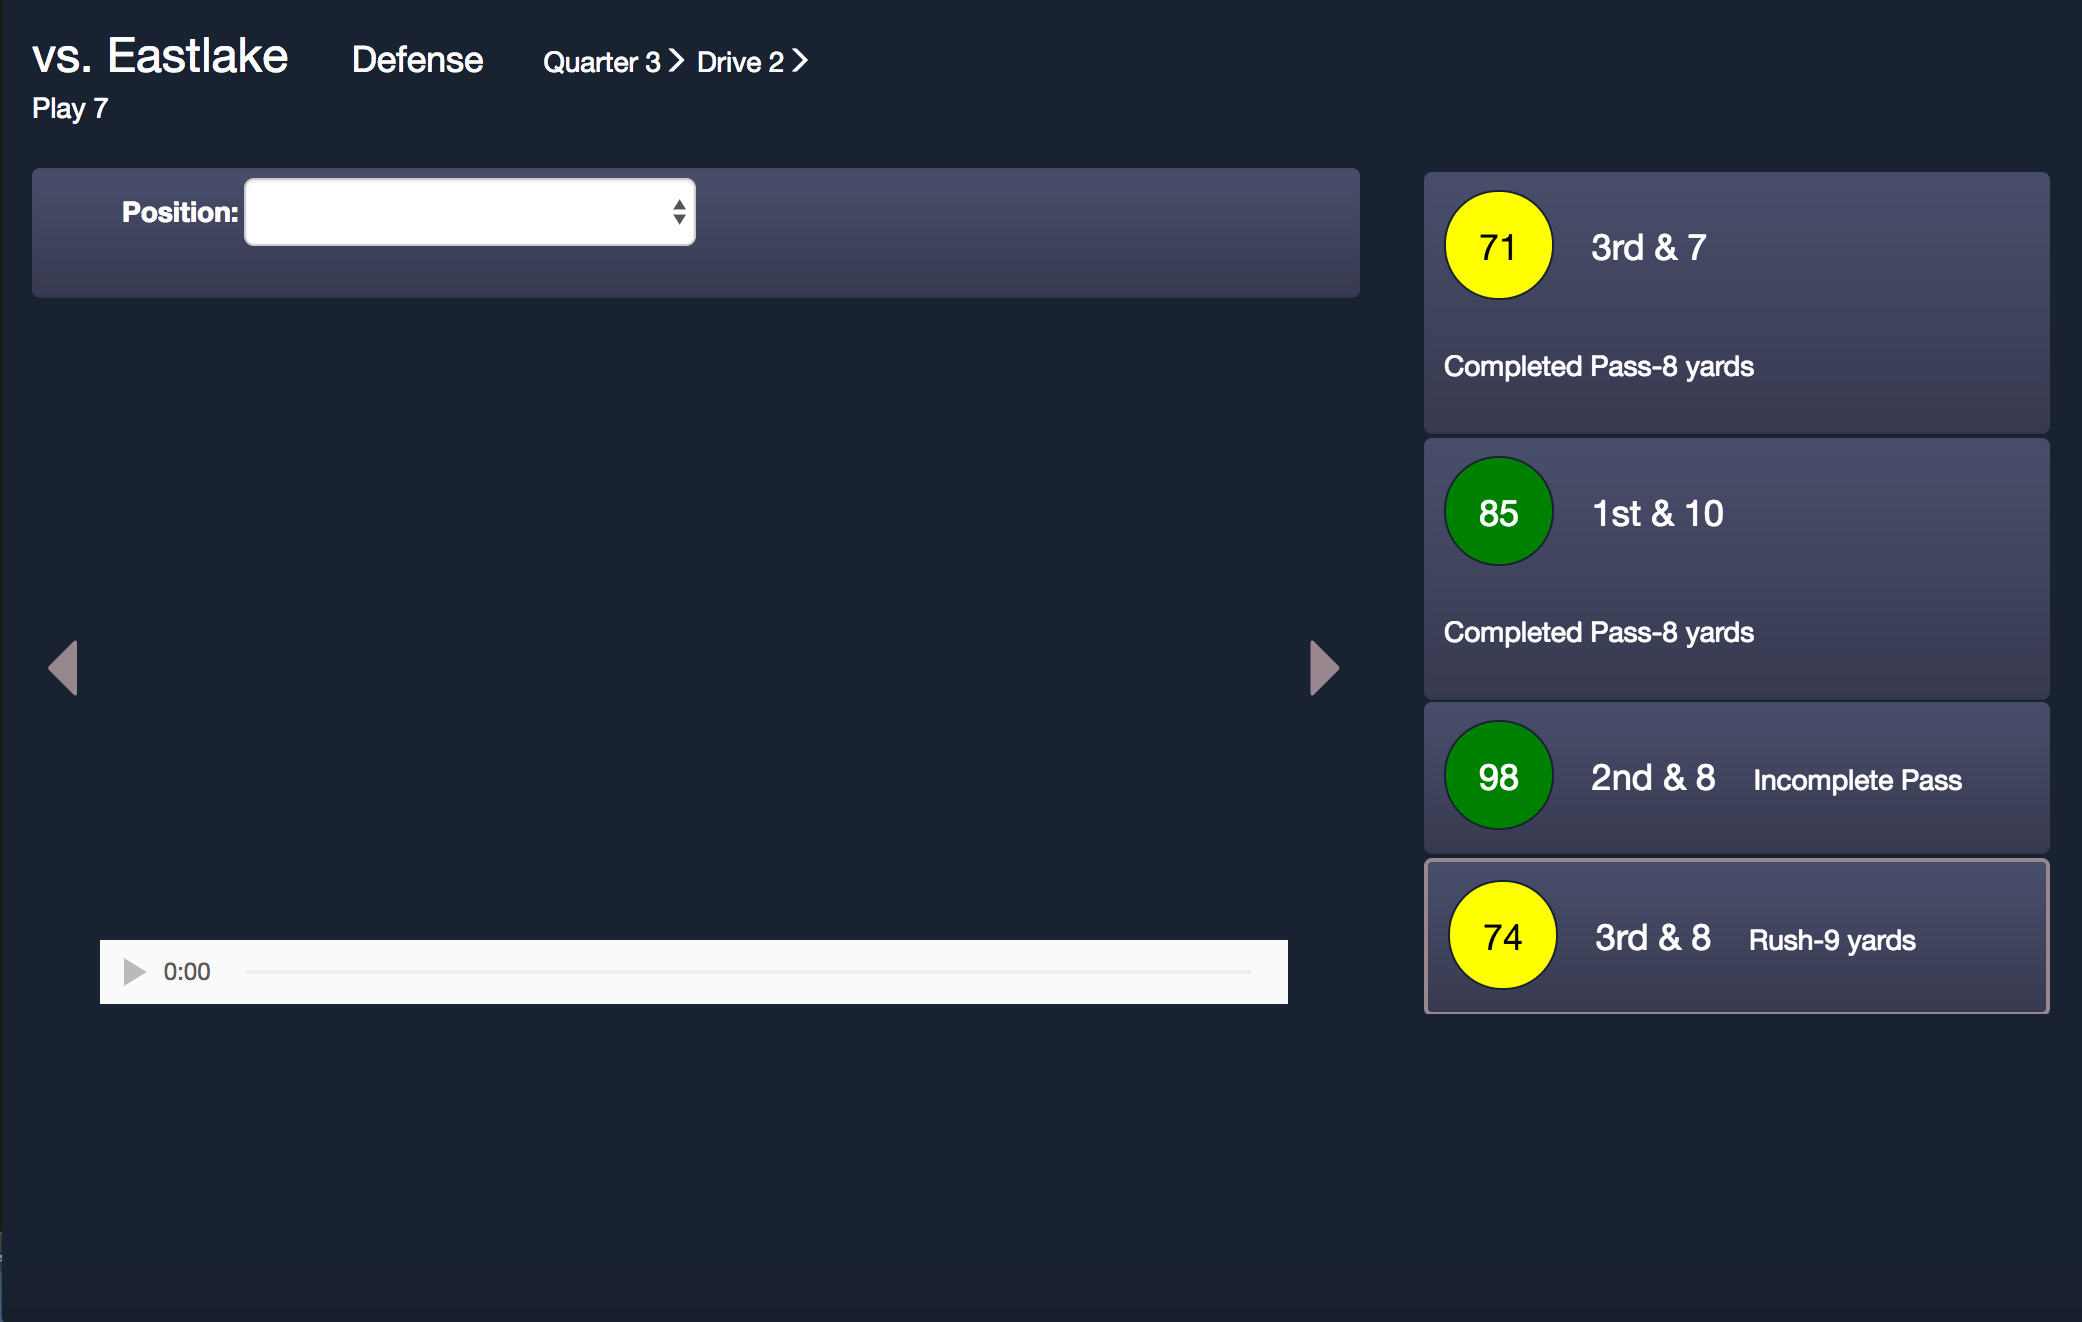 vs. Eastlake Defense Quarter 3 Drive 2
Play 7
Position:
71 3rd & 7
Completed Pass-8 yards
85 1st & 10
Completed Pass-8 yards
98 2nd & 8 Incomplete Pass
74 3rd & 8 Rush-9 yards
0:00